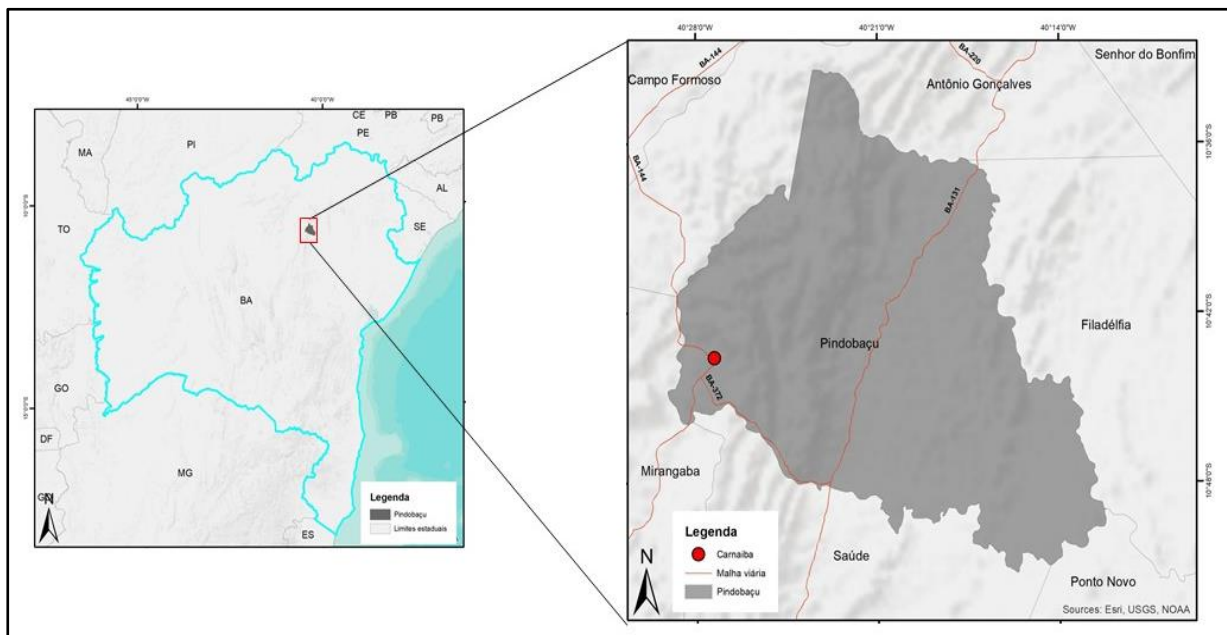 45°0'0"W
40°0'0"W
CE
PB
PB
PE
PI
MA
AL
TO
SE
BA
GO
DF
MG
ES
N
Legenda
Pindobaçu
Limites estaduais
40°28'0"W
40°21'0"W
40°14'0"W
BA-144
BA-220
Senhor do Bonfim
Campo Formoso
Antônio Gonçalves
10°36'0"S
BA-144
BA-131
10°42'0"S
Filadélfia
Pindobaçu
BA-372
Mirangaba
10°48'0"S
Legenda
Carnaiba
Malha viária
Pindobaçu
N
Saúde
Ponto Novo
Sources: Esri, USGS, NOAA